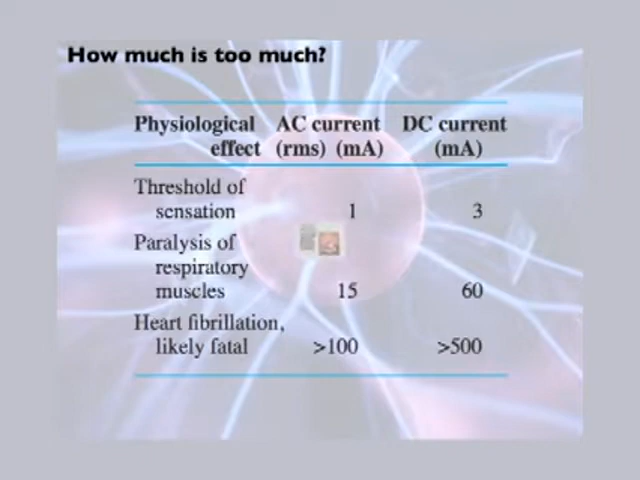 How much is too much?
Physiological AC current DC current
effect (rms) (mA) (mA)
Threshold of
sensation 1 3
Paralysis of
respiratory
muscles 15 60
Heart fibrillation,
likely fatal >100 >500